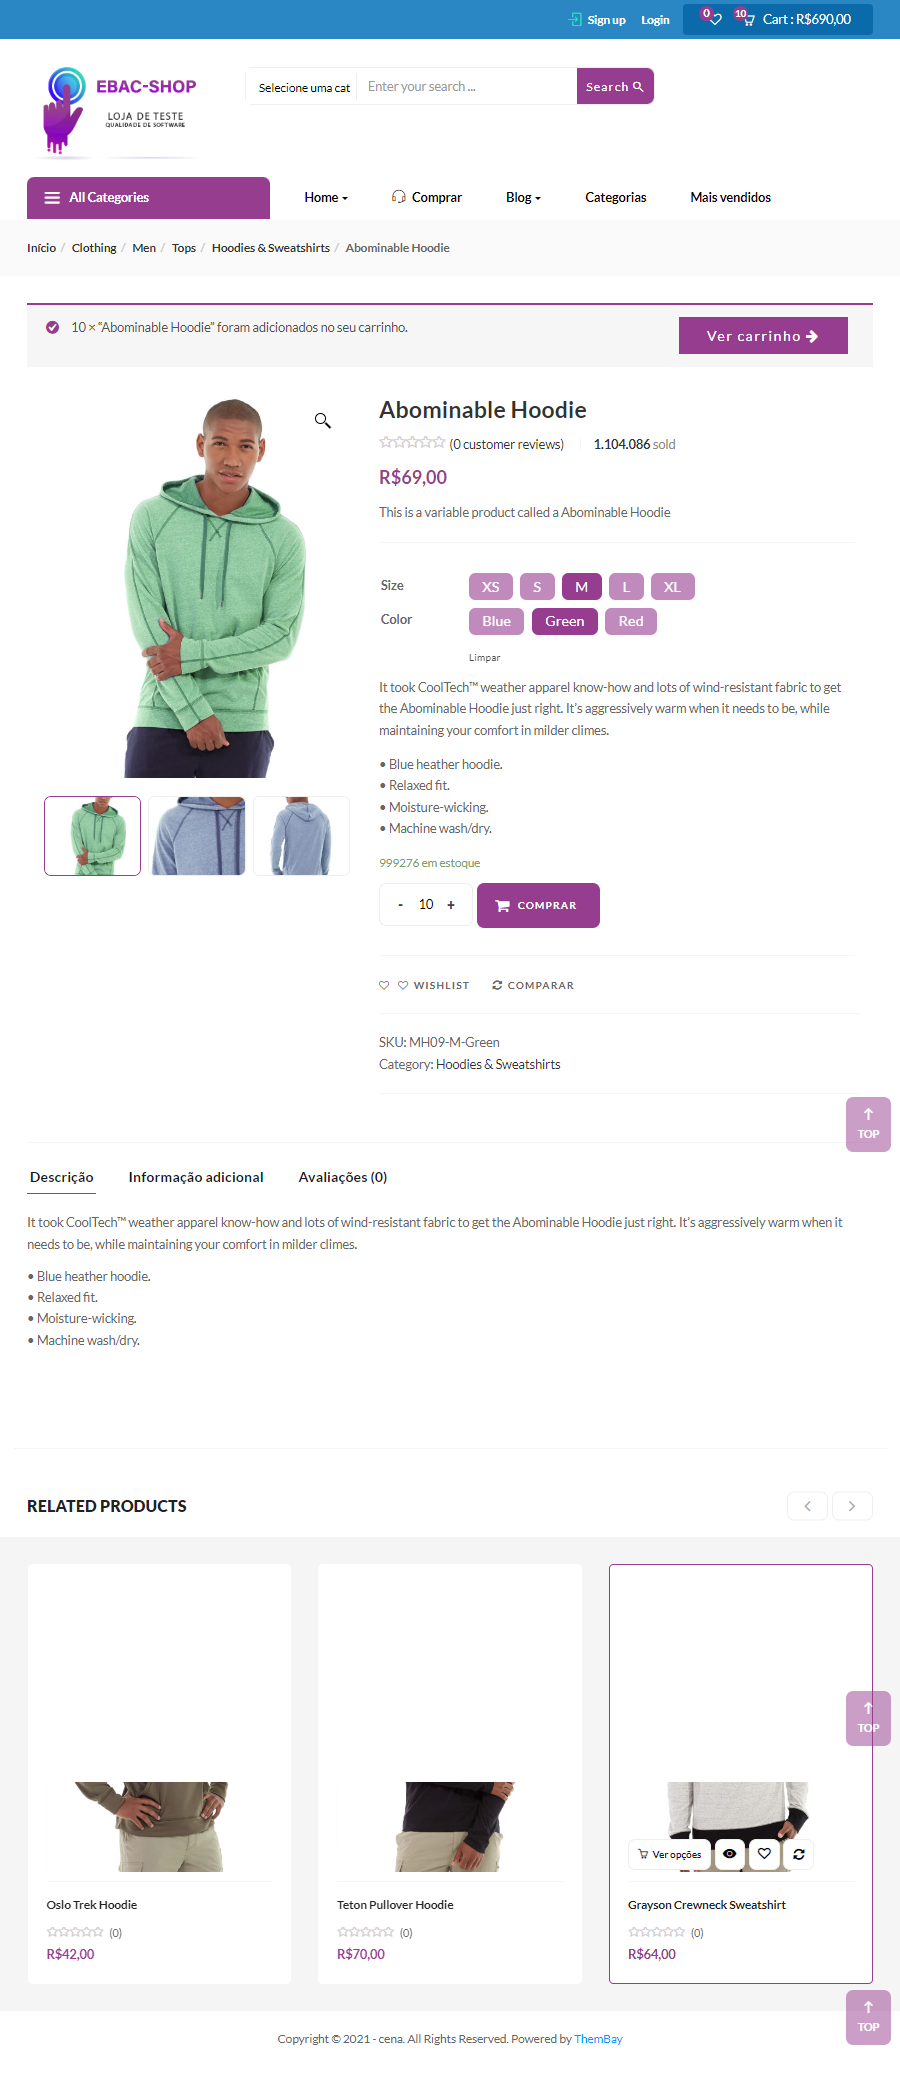 Sign up Login 0 10 Cart : R$690,00
EBAC-SHOP
LOJA DE TESTE
QUALIDADE DE SOFTWARE
Selecione uma cat Enter your search ... Search
All Categories Home Comprar Blog Categorias Mais vendidos
Início / Clothing / Men / Tops / Hoodies & Sweatshirts / Abominable Hoodie
10 × “Abominable Hoodie” foram adicionados no seu carrinho. Ver carrinho
Abominable Hoodie
(0 customer reviews) 1.104.086 sold
R$69,00
This is a variable product called a Abominable Hoodie
Size XS S M L XL
Color Blue Green Red
Limpar
It took CoolTech™ weather apparel know-how and lots of wind-resistant fabric to get
the Abominable Hoodie just right. It’s aggressively warm when it needs to be, while
maintaining your comfort in milder climes.
• Blue heather hoodie.
• Relaxed fit.
• Moisture-wicking.
• Machine wash/dry.
999276 em estoque
- 10 + COMPRAR
WISHLIST COMPARAR
SKU: MH09-M-Green
Category: Hoodies & Sweatshirts
TOP
Descrição Informação adicional Avaliações (0)
It took CoolTech™ weather apparel know-how and lots of wind-resistant fabric to get the Abominable Hoodie just right. It’s aggressively warm when it
needs to be, while maintaining your comfort in milder climes.
• Blue heather hoodie.
• Relaxed fit.
• Moisture-wicking.
• Machine wash/dry.
RELATED PRODUCTS
TOP
Ver opções
Oslo Trek Hoodie Teton Pullover Hoodie Grayson Crewneck Sweatshirt
(0) (0) (0)
R$42,00 R$70,00 R$64,00
TOP
Copyright © 2021 - cena. All Rights Reserved. Powered by ThemBay